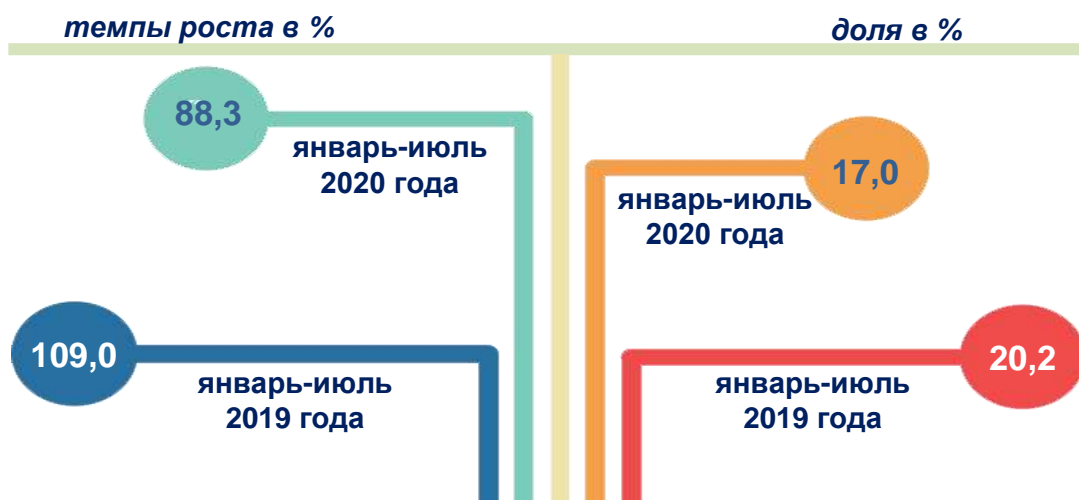 темпы роста в %
доля в %
88,3
январь-июль
2020 года
17,0
январь-июль
2020 года
109,0
январь-июль
2019 года
20,2
январь-июль
2019 года